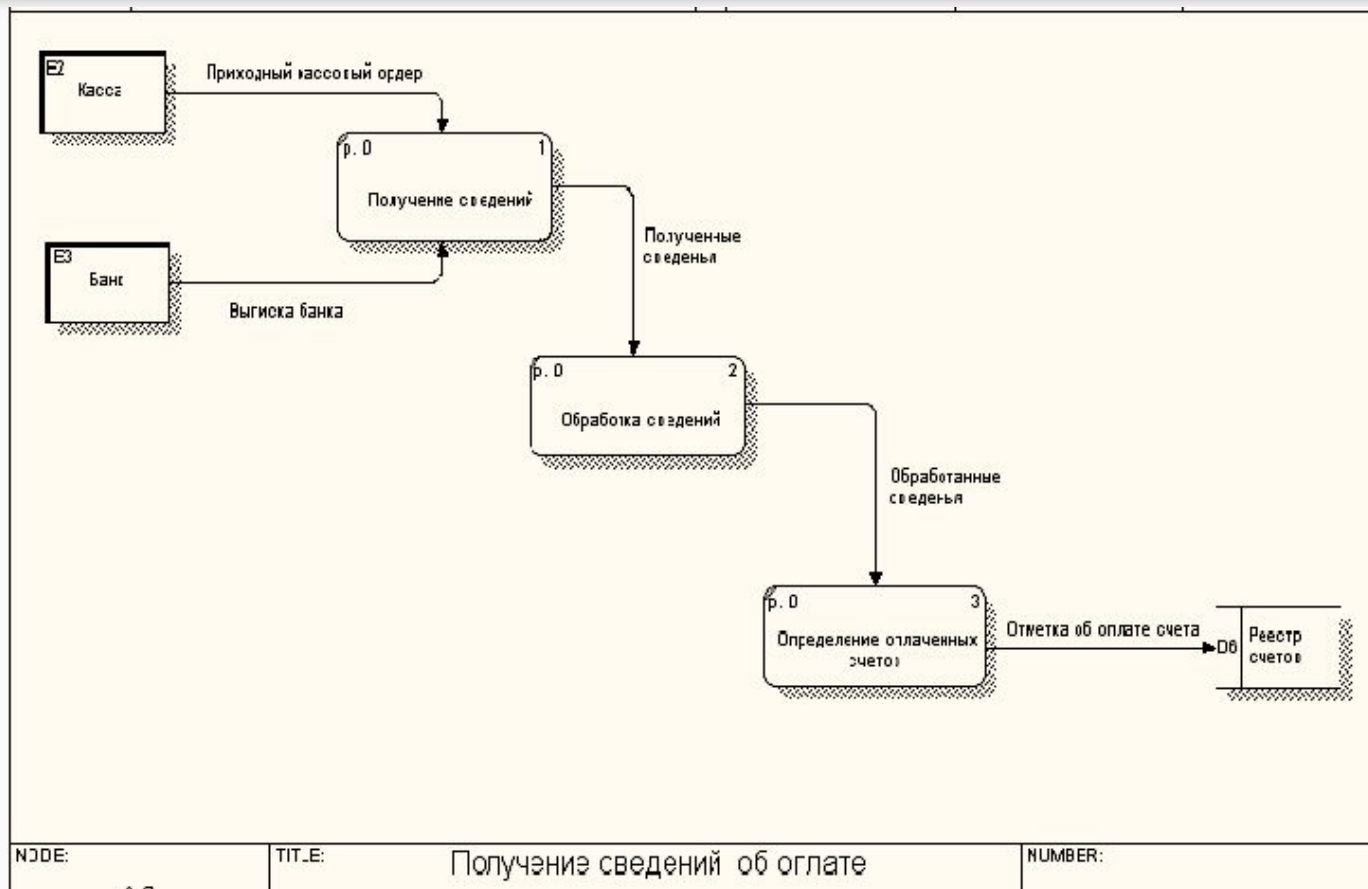 E2
Касса
Приходный кассовый ордер
р. 0 1
Получение сведений
E3
Банк
Выписка банка
Полученные
сведенья
р. 0 2
Обработка сведений
Обработанные
сведенья
р. 0 3
Определение оплаченных
счетов
Отметка об оплате счета
D6
Реестр
счетов
NODE:
TITLE:
Получение сведений об оплате
NUMBER: